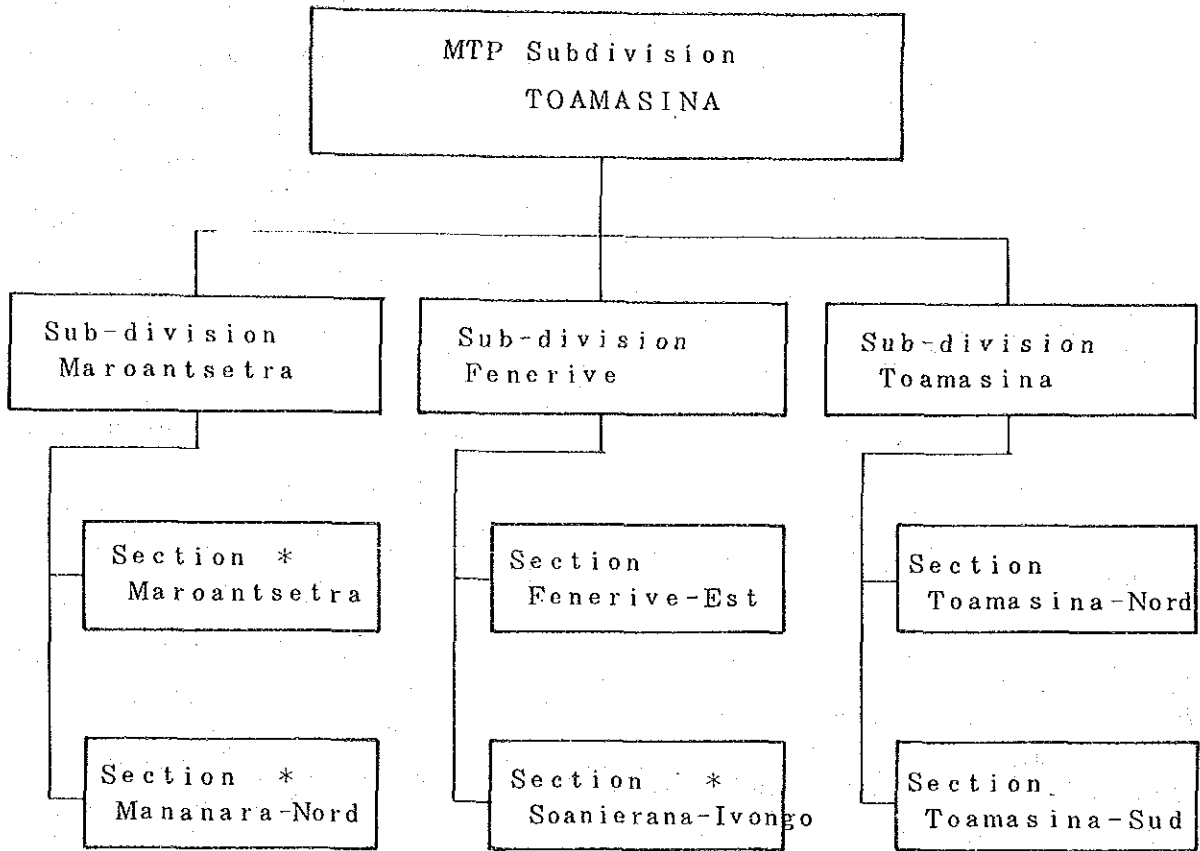 MTP Subdivision
TOAMASINA
Sub-division
Maroantsetra
Sub-division
Fenerive
Sub-division
Toamasina
Section *
Maroantsetra
Section
Fenerive-Est
Section
Toamasina-Nord
Section *
Mananara-Nord
Section *
Soanierana-Ivongo
Section
Toamasina-Sud